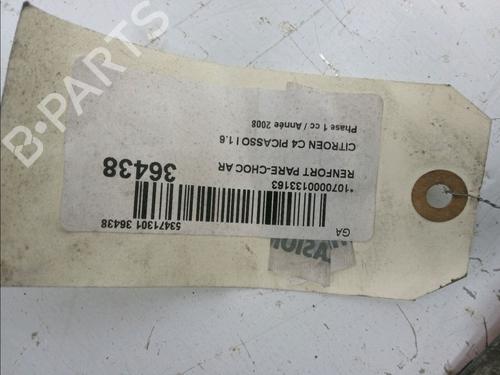 GA
53471301 36438
*1070000133163
RENFORT PARE-CHOC AR
36438
CITROEN C4 PICASSO I 1.6
Phase 1 cc / Année 2008
B-PARTS